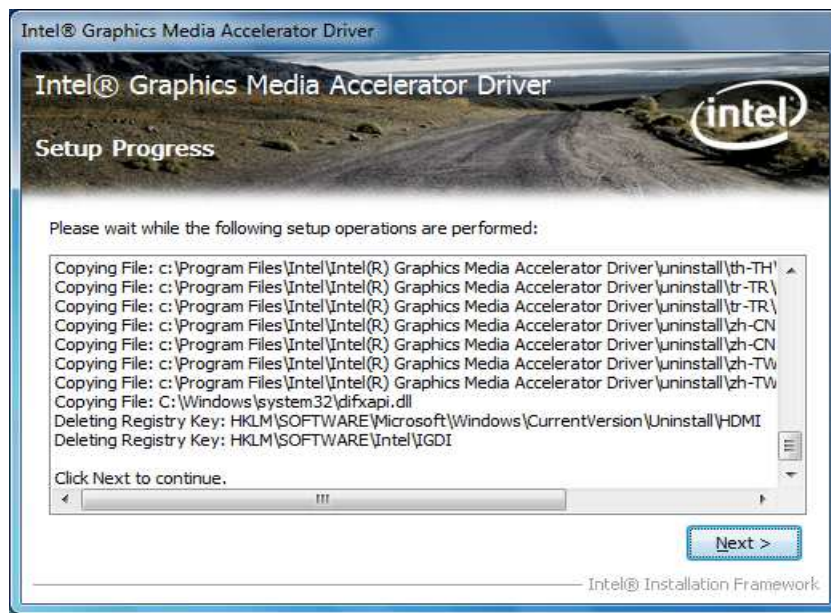 Intel® Graphics Media Accelerator Driver
Intel® Graphics Media Accelerator Driver
intel
Setup Progress
Please wait while the following setup operations are performed:
Copying File: c:\Program Files\Intel\Intel(R) Graphics Media Accelerator Driver\uninstall\th-TH\
Copying File: c:\Program Files\Intel\Intel(R) Graphics Media Accelerator Driver\uninstall\tr-TR\
Copying File: c:\Program Files\Intel\Intel(R) Graphics Media Accelerator Driver\uninstall\tr-TR\
Copying File: c:\Program Files\Intel\Intel(R) Graphics Media Accelerator Driver\uninstall\zh-CN
Copying File: c:\Program Files\Intel\Intel(R) Graphics Media Accelerator Driver\uninstall\zh-CN
Copying File: c:\Program Files\Intel\Intel(R) Graphics Media Accelerator Driver\uninstall\zh-TW
Copying File: c:\Program Files\Intel\Intel(R) Graphics Media Accelerator Driver\uninstall\zh-TW
Copying File: C:\Windows\system32\difxapi.dll
Deleting Registry Key: HKLM\SOFTWARE\Microsoft\Windows\CurrentVersion\Uninstall\HDMI
Deleting Registry Key: HKLM\SOFTWARE\Intel\IGDI
Click Next to continue.
Next >
Intel® Installation Framework